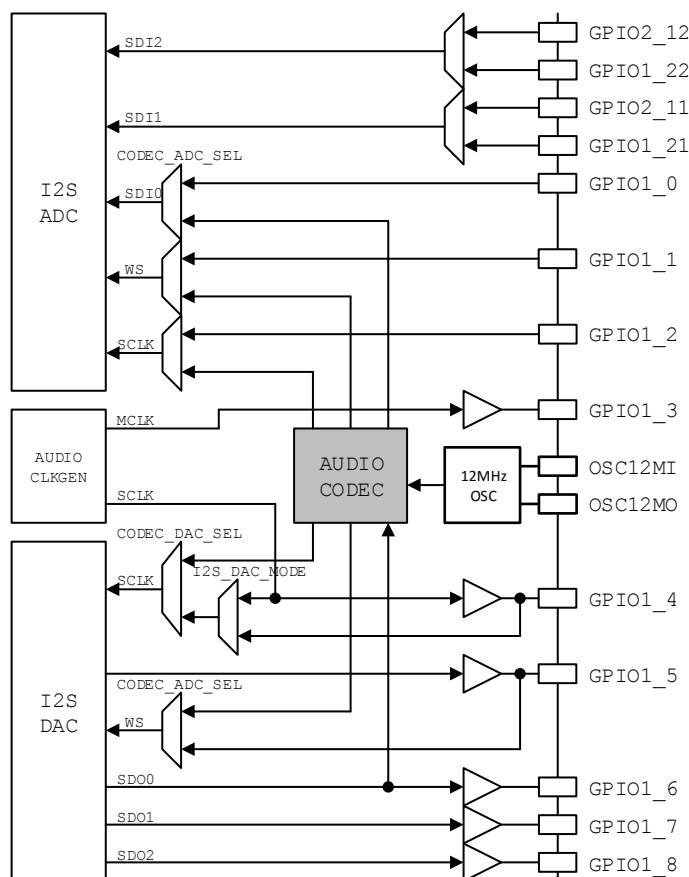 SDI2
GPIO2_12
GPIO1_22
SDI1
GPIO2_11
GPIO1_21
CODEC_ADC_SEL
I2S
ADC
SDI0
GPIO1_0
WS
GPIO1_1
SCLK
GPIO1_2
MCLK
GPIO1_3
AUDIO
CLKGEN
AUDIO
CODEC
12MHz
OSC
OSC12MI
OSC12MO
SCLK
CODEC_DAC_SEL
I2S_DAC_MODE
SCLK
GPIO1_4
CODEC_ADC_SEL
GPIO1_5
I2S
DAC
WS
SDO0
GPIO1_6
SDO1
GPIO1_7
SDO2
GPIO1_8